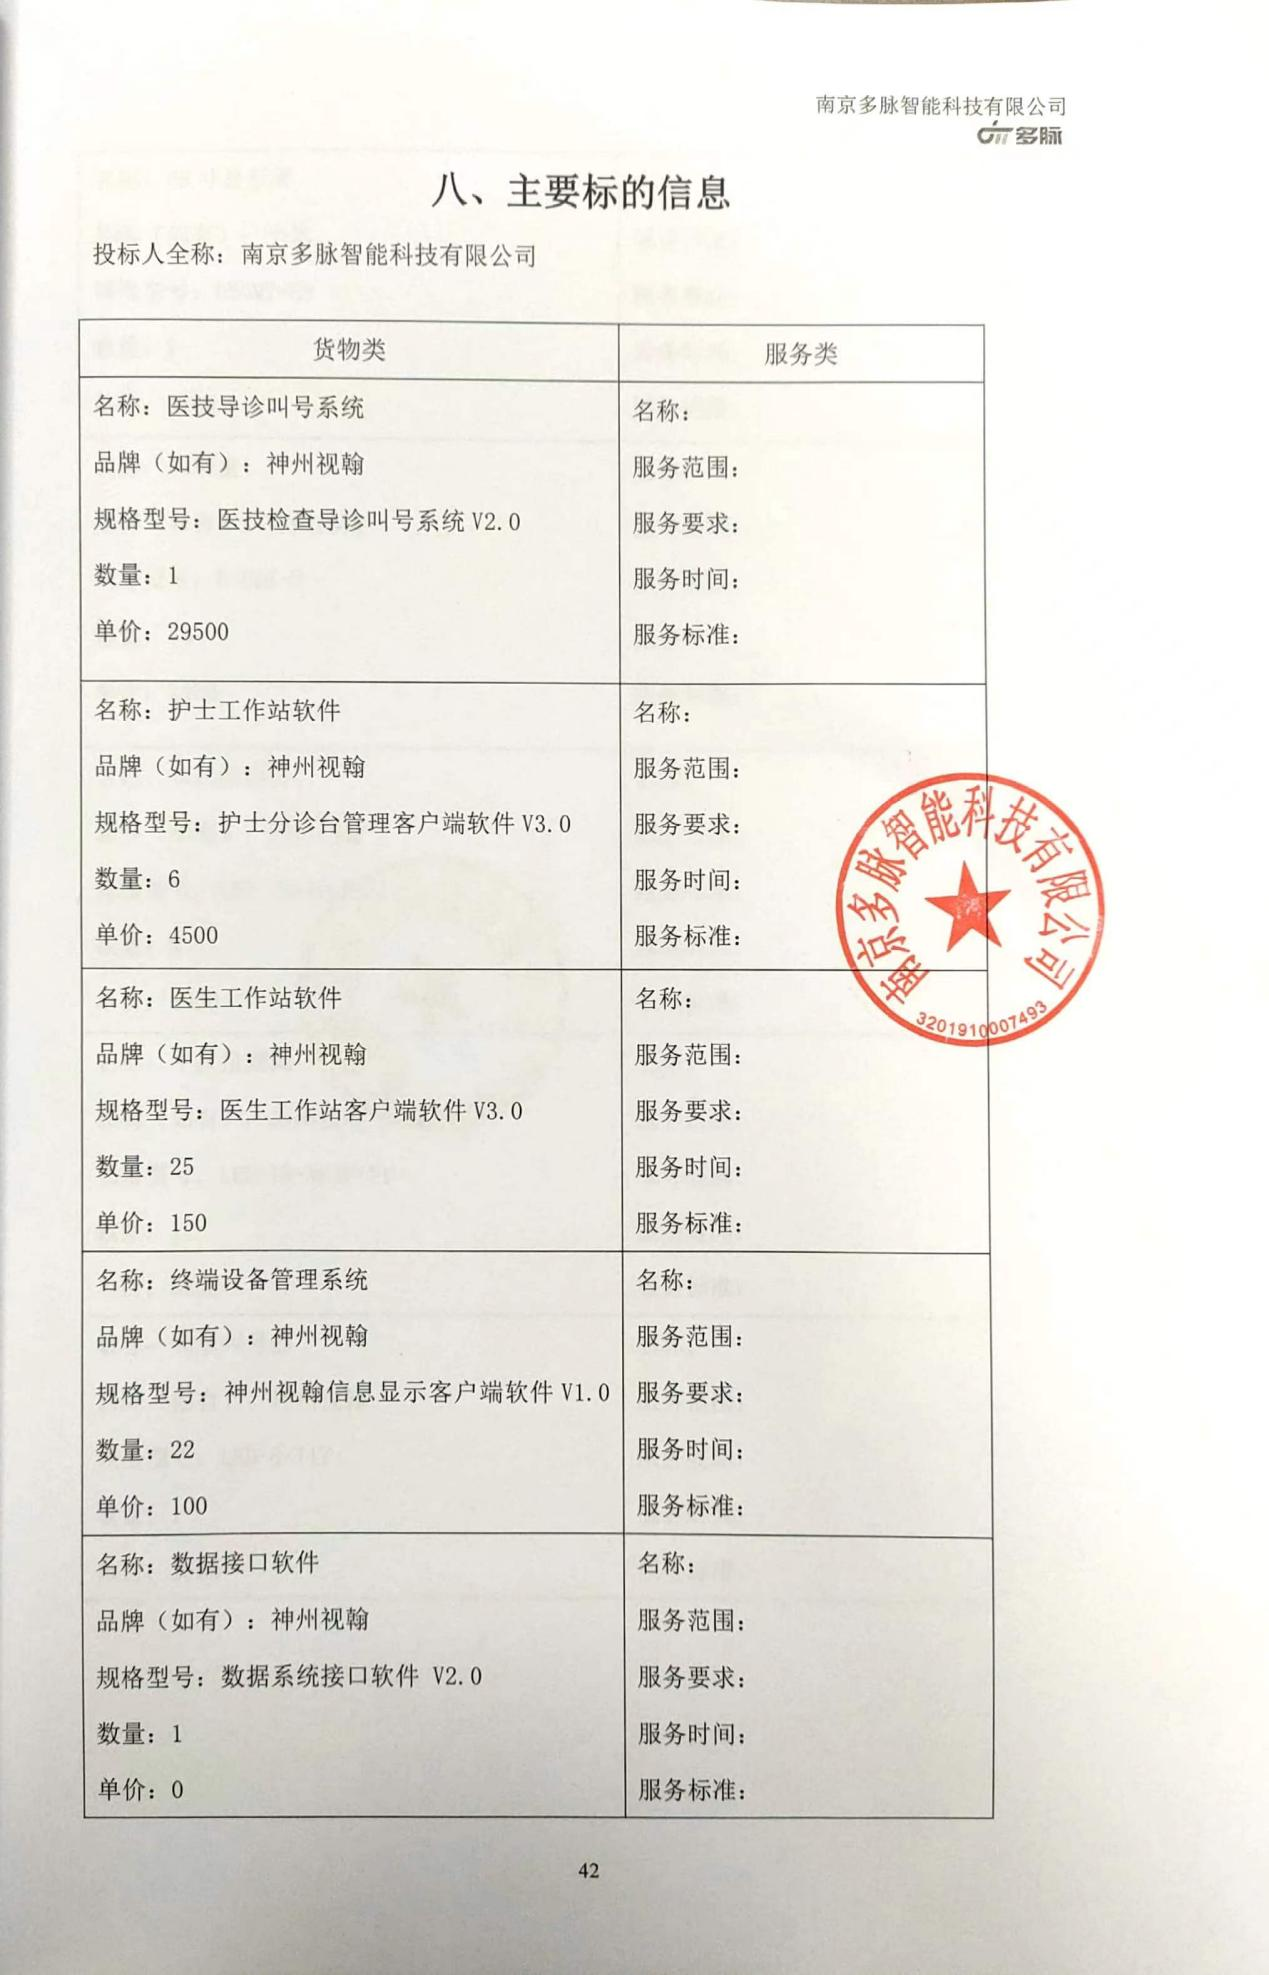 南京多脉智能科技有限公司
多脉
八、主要标的信息
投标人全称：南京多脉智能科技有限公司
货物类
服务类
名称：医技导诊叫号系统
品牌（如有）：神州视翰
规格型号：医技检查导诊叫号系统 V2.0
数量：1
单价：29500
名称：
服务范围：
服务要求：
服务时间：
服务标准：
名称：护士工作站软件
品牌（如有）：神州视翰
规格型号：护士分诊台管理客户端软件 V3.0
数量：6
单价：4500
名称：
服务范围：
服务要求：
服务时间：
服务标准：
南京多脉智能科技有限公司
3201910007493
名称：医生工作站软件
品牌（如有）：神州视翰
规格型号：医生工作站客户端软件 V3.0
数量：25
单价：150
名称：
服务范围：
服务要求：
服务时间：
服务标准：
名称：终端设备管理系统
品牌（如有）：神州视翰
规格型号：神州视翰信息显示客户端软件 V1.0
数量：22
单价：100
名称：
服务范围：
服务要求：
服务时间：
服务标准：
名称：数据接口软件
品牌（如有）：神州视翰
规格型号：数据系统接口软件 V2.0
数量：1
单价：0
名称：
服务范围：
服务要求：
服务时间：
服务标准：
42